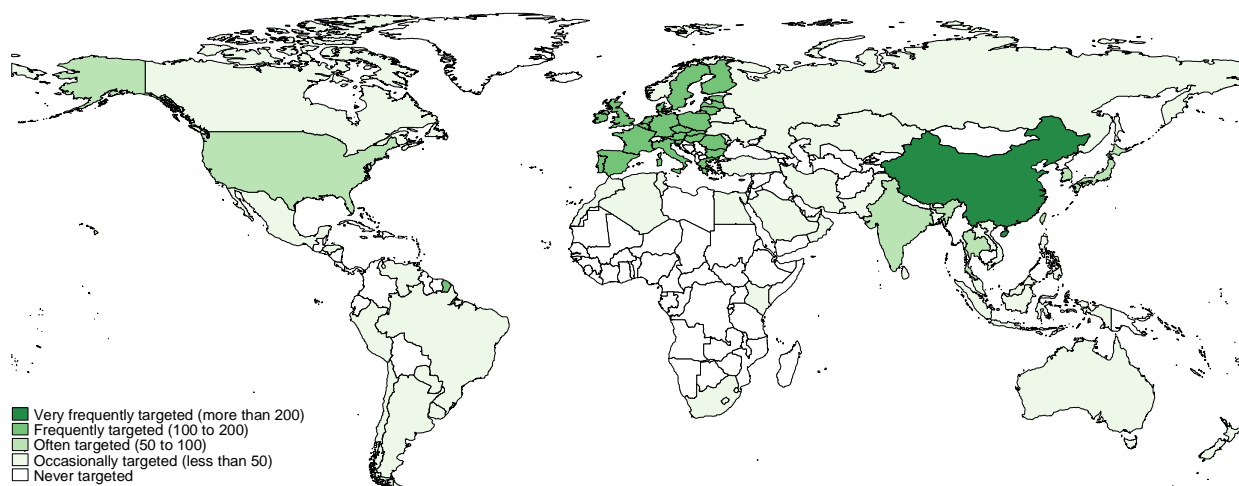 Very frequently targeted (more than 200)
Frequently targeted (100 to 200)
Often targeted (50 to 100)
Occasionally targeted (less than 50)
Never targeted